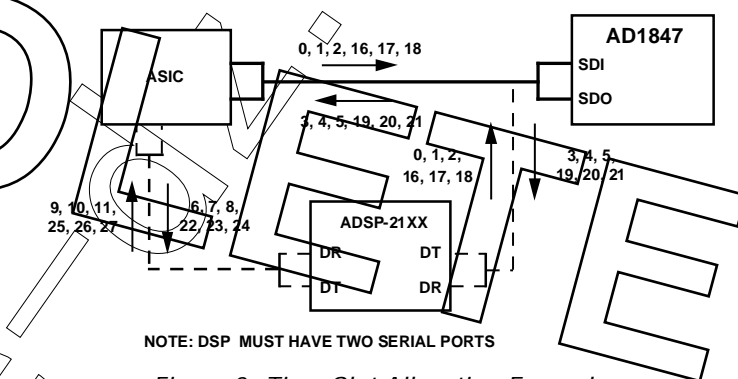 0, 1, 2, 16, 17, 18
AD1847
ASIC
SDI
SDO
3, 4, 5, 19, 20, 21
0, 1, 2,
16, 17, 18
3, 4, 5,
19, 20, 21
9, 10, 11,
25, 26, 27
6, 7, 8,
22, 23, 24
ADSP-21XX
DR
DT
DT
DR
NOTE: DSP MUST HAVE TWO SERIAL PORTS